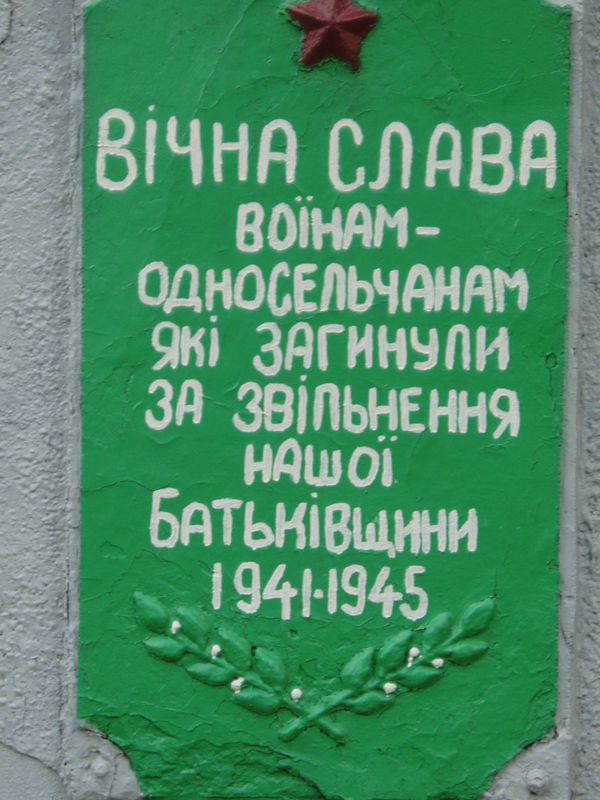 ВІЧНА СЛАВА
ВОЇНАМ-
ОДНОСЕЛЬЧАНАМ
ЯКІ ЗАГИНУЛИ
ЗА ЗВІЛЬНЕННЯ
НАШОЇ
БАТЬКІВЩИНИ
1941·1945